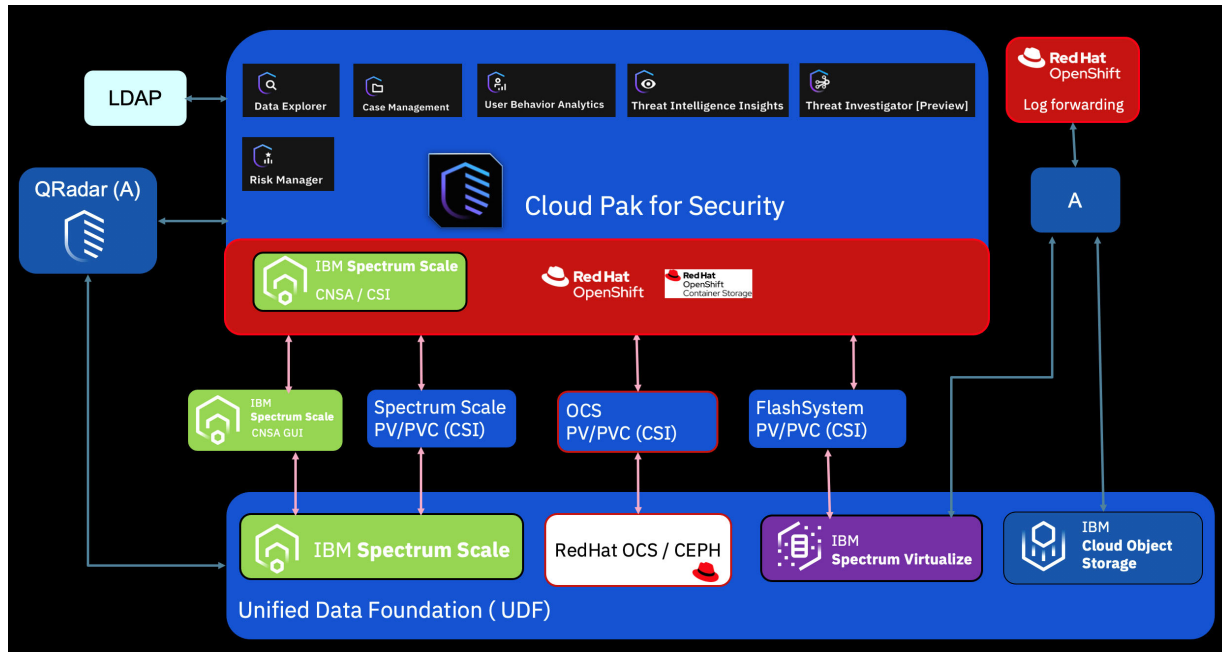 LDAP
Data Explorer
Case Management
User Behavior Analytics
Threat Intelligence Insights
Threat Investigator [Preview]
Red Hat
OpenShift
Log forwarding
Risk Manager
QRadar (A)
Cloud Pak for Security
A
IBM Spectrum Scale
CNSA / CSI
Red Hat
OpenShift
Red Hat
OpenShift
Container Storage
IBM
Spectrum Scale
CNSA GUI
Spectrum Scale
PV/PVC (CSI)
OCS
PV/PVC (CSI)
FlashSystem
PV/PVC (CSI)
IBM Spectrum Scale
RedHat OCS / CEPH
IBM
Spectrum Virtualize
IBM
Cloud Object
Storage
Unified Data Foundation ( UDF)